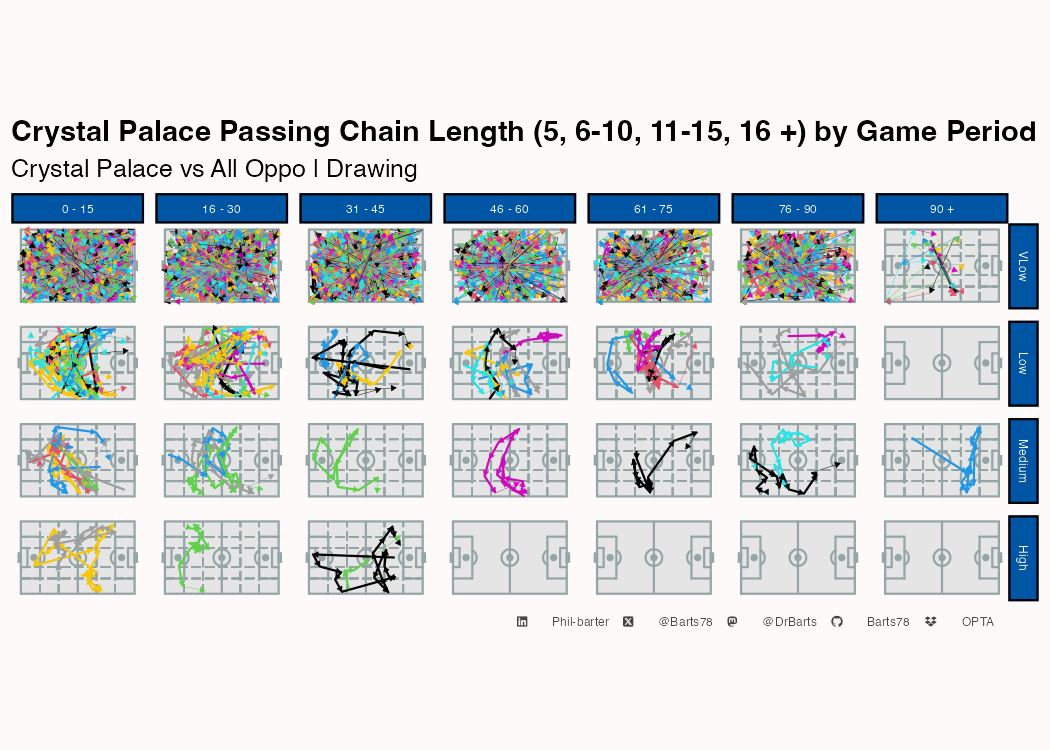 Crystal Palace Passing Chain Length (5, 6-10, 11-15, 16 +) by Game Period
Crystal Palace vs All Oppo | Drawing
0 - 15
16 - 30
31 - 45
46 - 60
61 - 75
76 - 90
90 +
VLow
Low
Medium
High
Phil-barter @Barts78 @DrBarts Barts78 OPTA